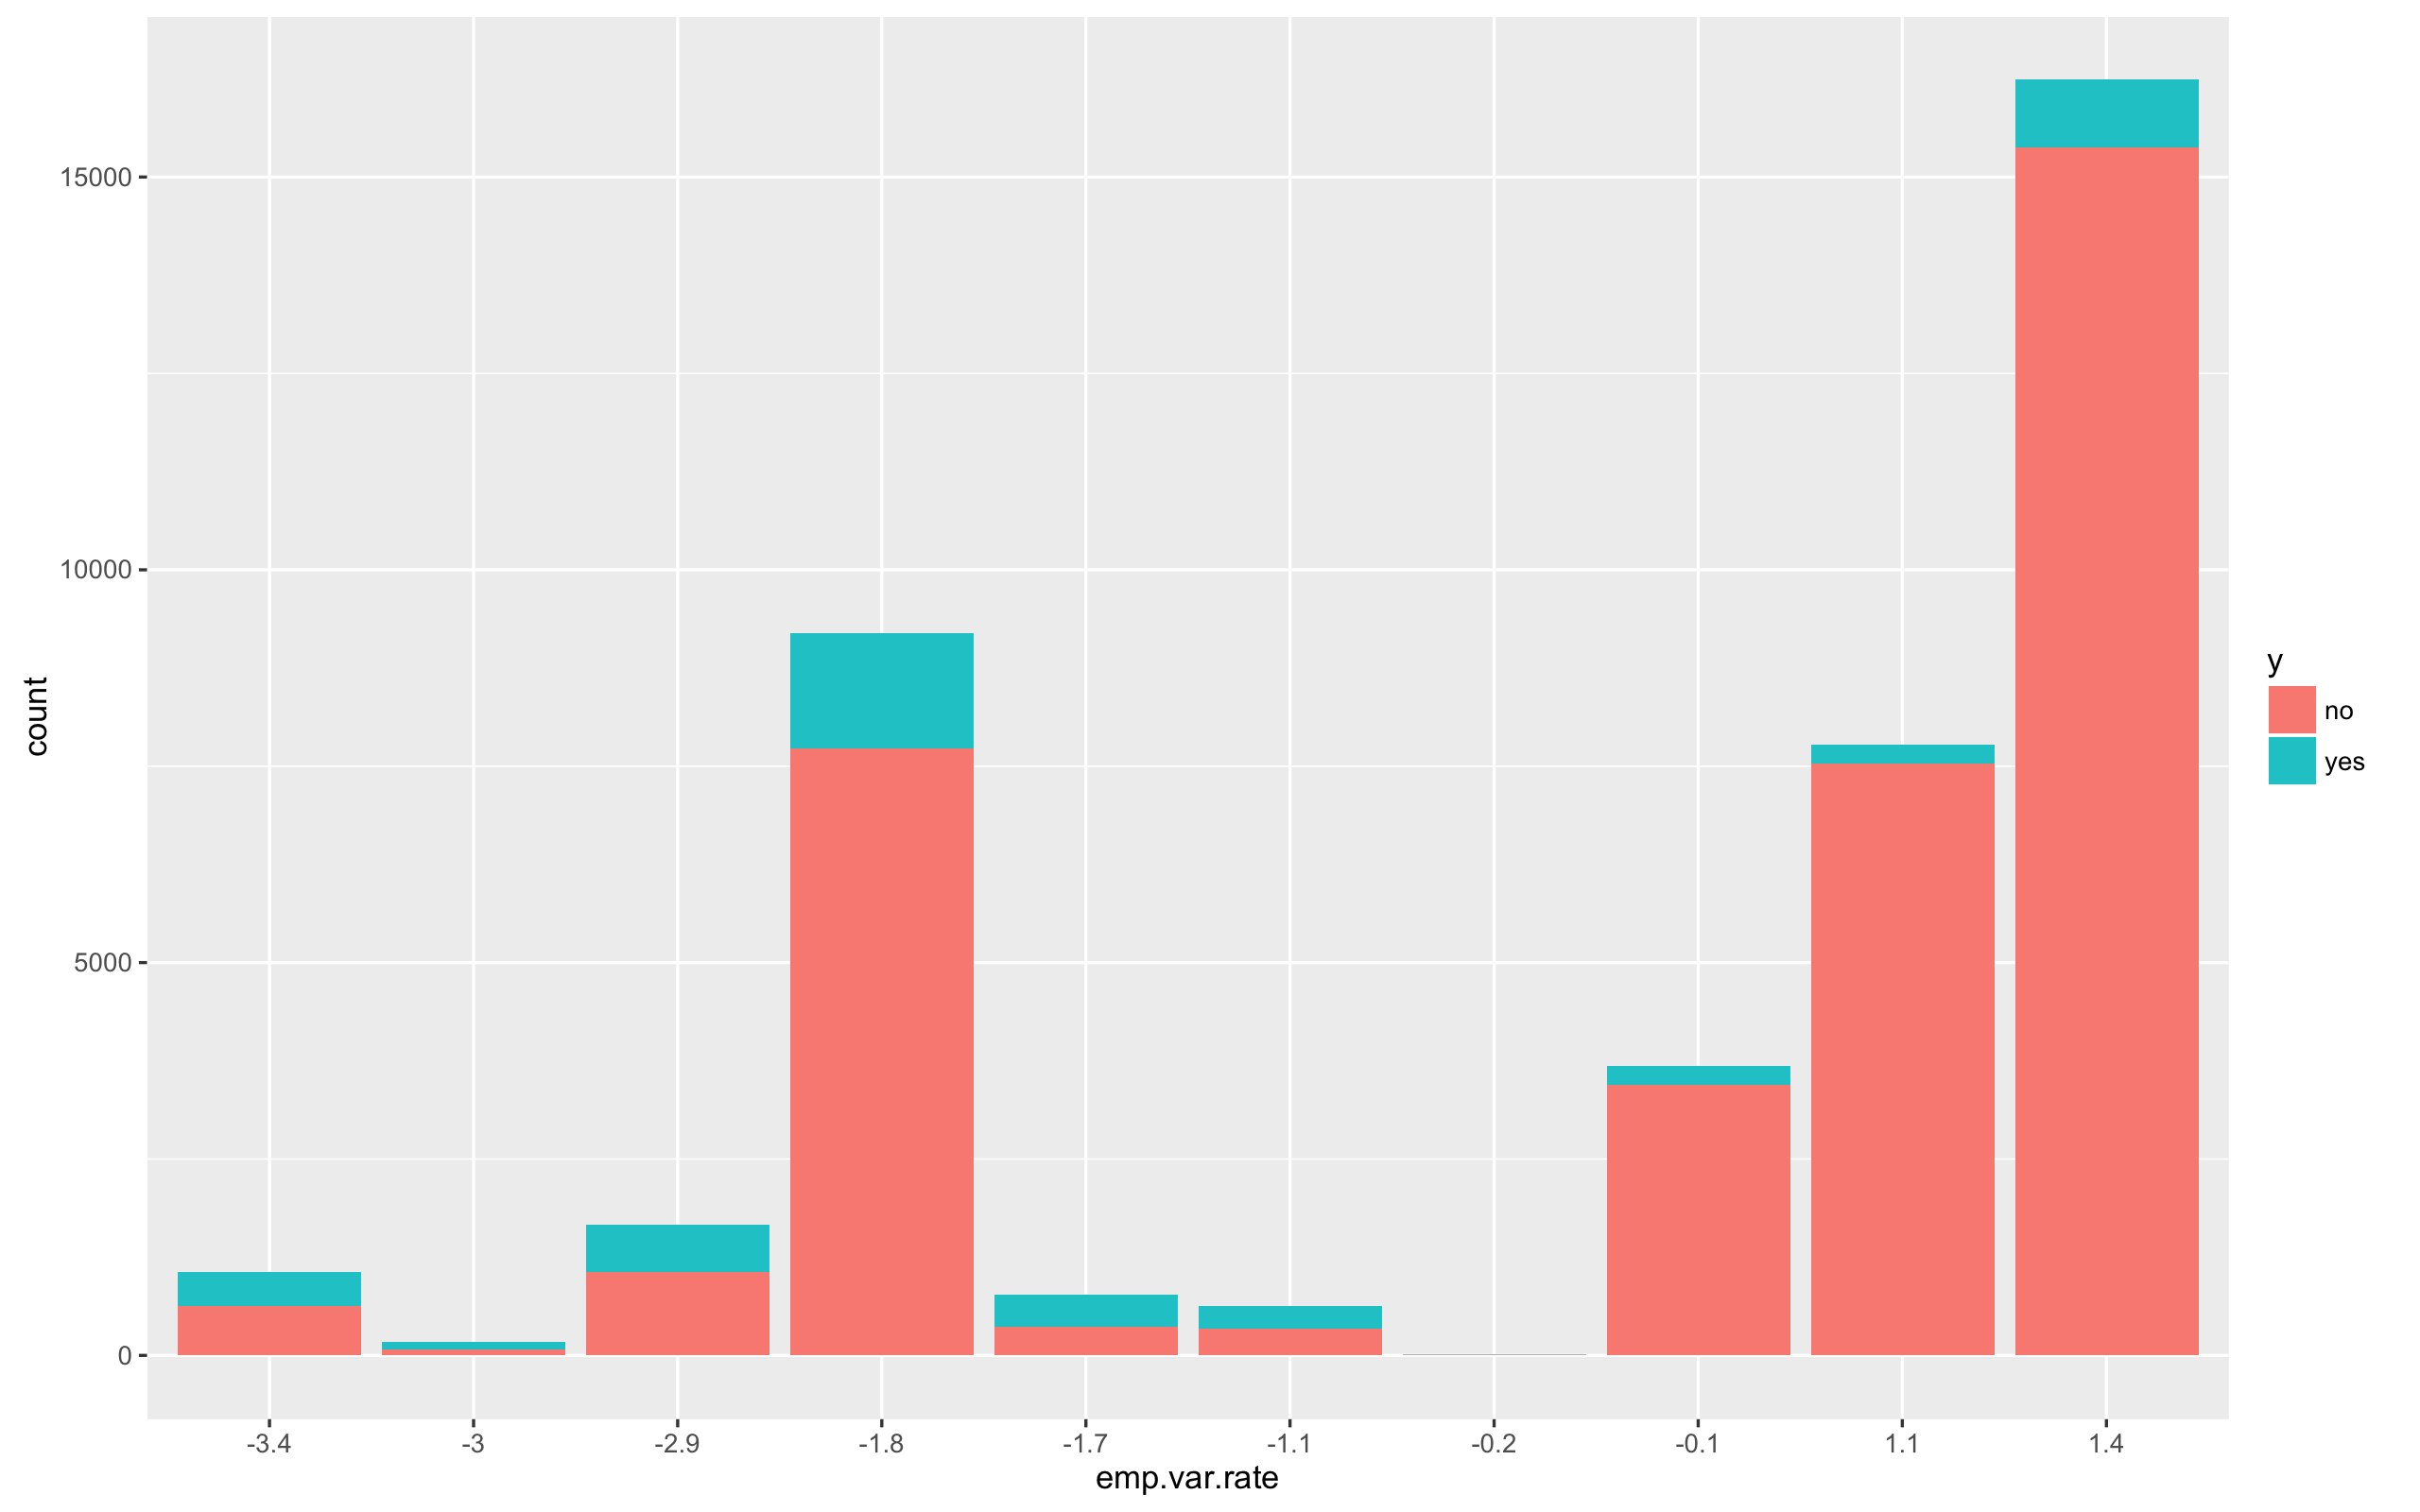 count
15000
10000
5000
0
-3.4 -3 -2.9 -1.8 -1.7 -1.1 -0.2 -0.1 1.1 1.4
emp.var.rate
y
no
yes